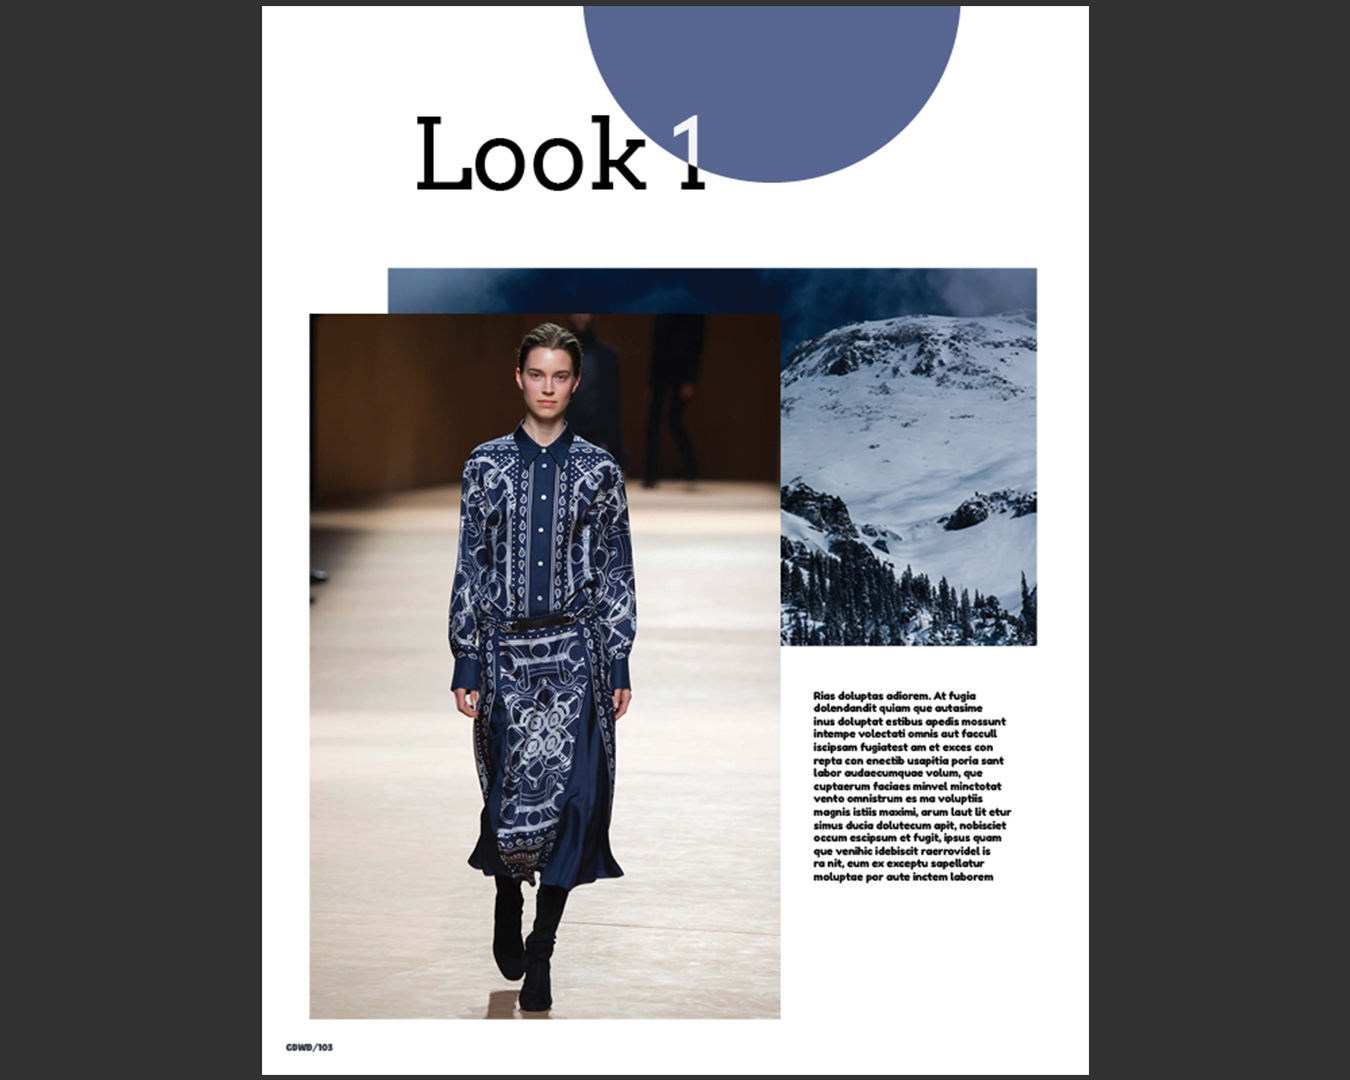 Look 1
Rias doluptas adiorem. At fugia
dolendandit quiam que autasime
inus doluptat estibus apedis mossunt
intempe volectati omnis aut faccull
iscipsam fugiatest am et exces con
repta con enectib usapitia poria sant
labor audaecumquae volum, que
cuptaerum faciaes minvel minctotat
vento omnistrum es ma voluptiis
magnis istiis maximi, arum laut lit etur
simus ducia dolutecum apit, nobisciet
occum escipsum et fugit, ipsus quam
que venihic idebiscit raerrovidel is
ra nit, eum ex exceptu sapellatur
moluptae por aute inctem laborem
GDWD/103